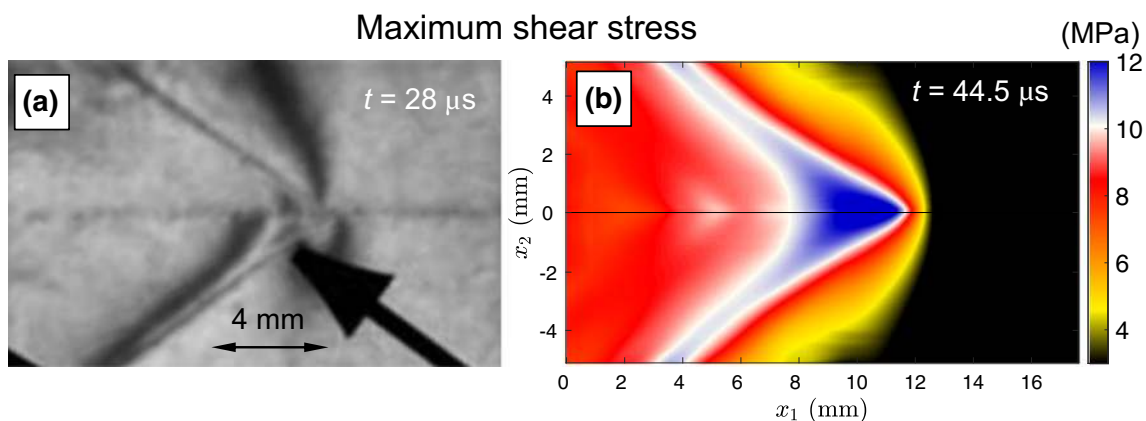 Maximum shear stress
(MPa)
(a)
t = 28 μs
4 mm
(b)
t = 44.5 μs
4
2
0
-2
-4
x₂ (mm)
0 2 4 6 8 10 12 14 16
x₁ (mm)
12
10
8
6
4